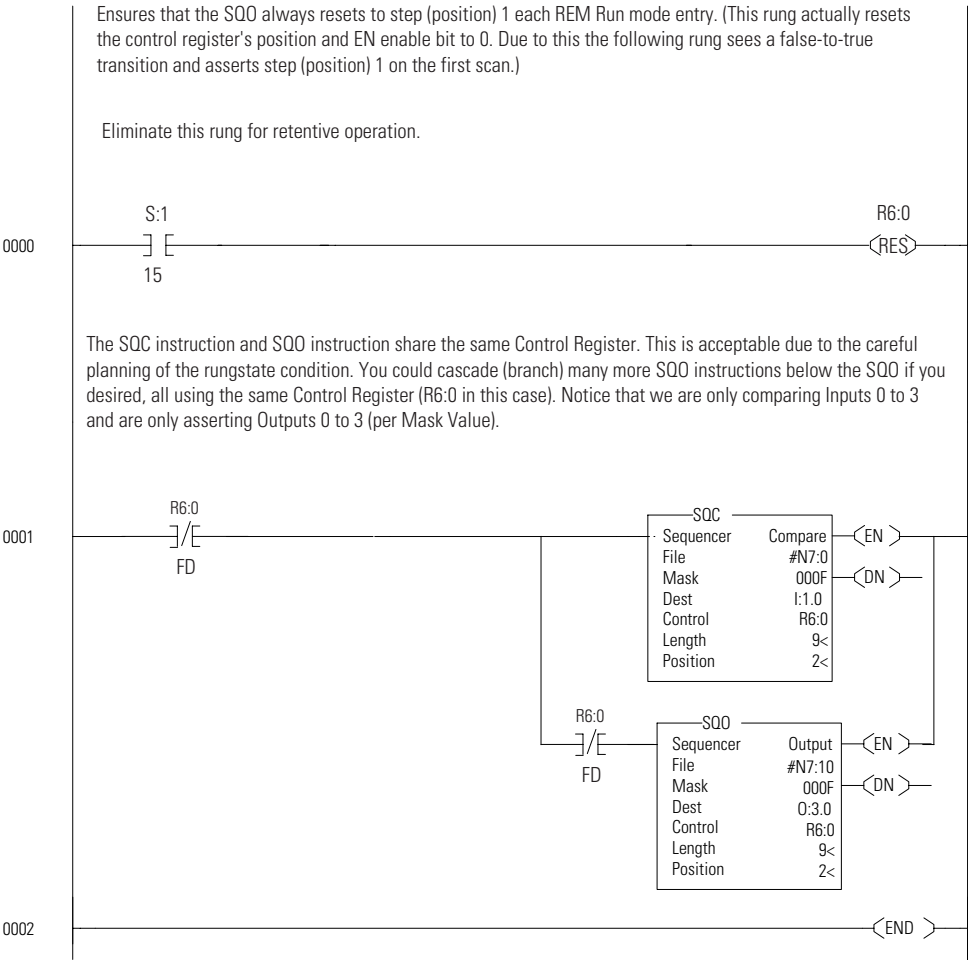 Ensures that the SQO always resets to step (position) 1 each REM Run mode entry. (This rung actually resets
the control register's position and EN enable bit to 0. Due to this the following rung sees a false-to-true
transition and asserts step (position) 1 on the first scan.)
Eliminate this rung for retentive operation.
S:1
R6:0
0000
RES
15
The SQC instruction and SQO instruction share the same Control Register. This is acceptable due to the careful
planning of the rungstate condition. You could cascade (branch) many more SQO instructions below the SQO if you
desired, all using the same Control Register (R6:0 in this case). Notice that we are only comparing Inputs 0 to 3
and are only asserting Outputs 0 to 3 (per Mask Value).
R6:0
SQC
0001
Sequencer Compare EN
FD
File #N7:0
Mask 000F DN
Dest I:1.0
Control R6:0
Length 9<
Position 2<
R6:0
SQO
Sequencer Output EN
File #N7:10
FD
Mask 000F DN
Dest O:3.0
Control R6:0
Length 9<
Position 2<
0002
END